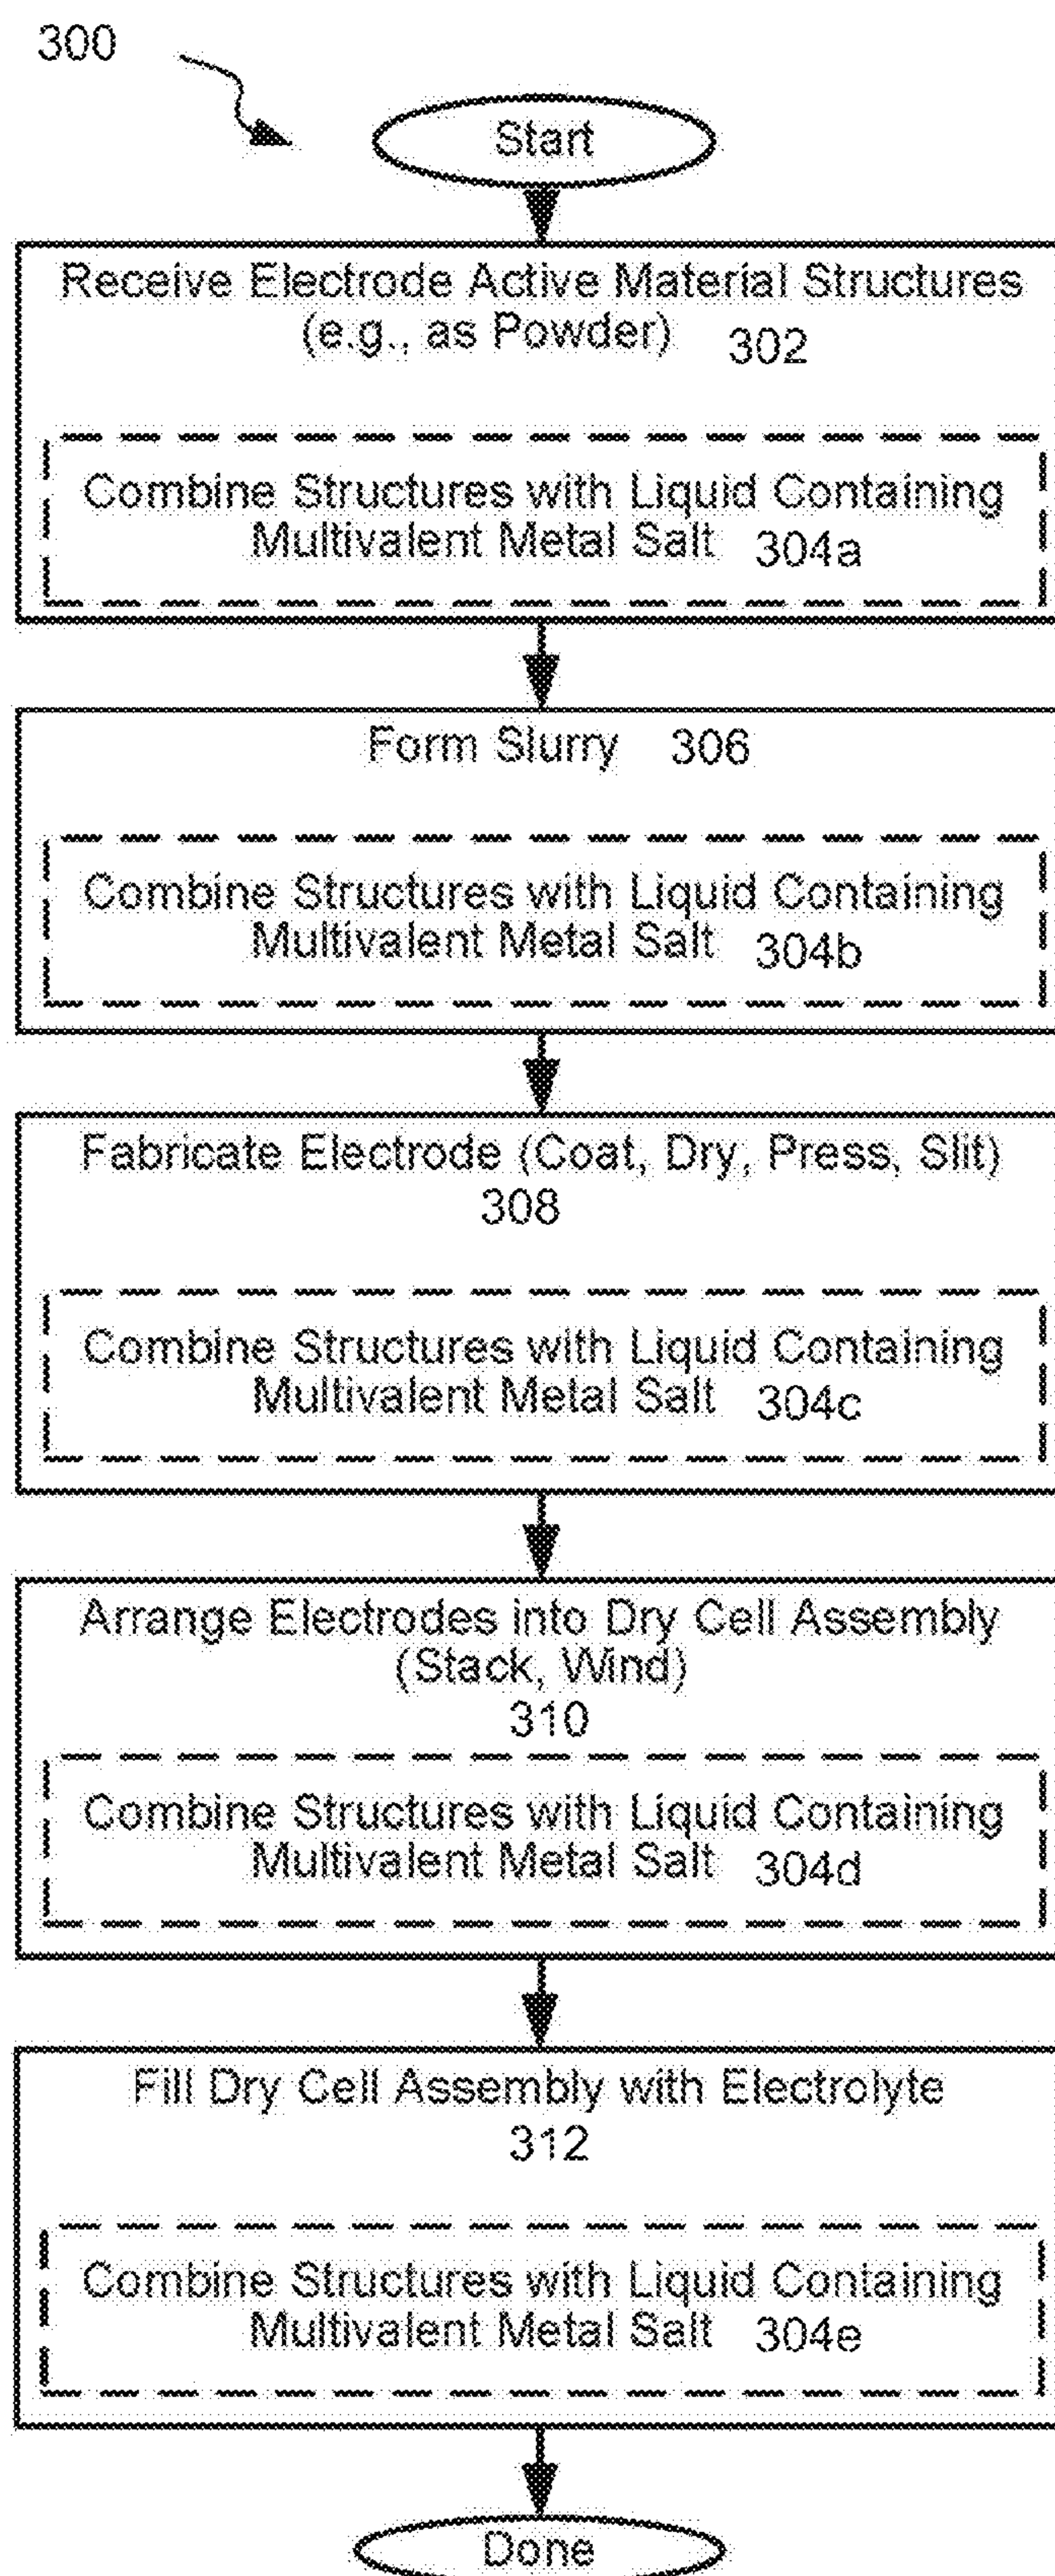 300
Start
Receive Electrode Active Material Structures
(e.g., as Powder) 302
Combine Structures with Liquid Containing
Multivalent Metal Salt 304a
Form Slurry 306
Combine Structures with Liquid Containing
Multivalent Metal Salt 304b
Fabricate Electrode (Coat, Dry, Press, Slit)
308
Combine Structures with Liquid Containing
Multivalent Metal Salt 304c
Arrange Electrodes into Dry Cell Assembly
(Stack, Wind)
310
Combine Structures with Liquid Containing
Multivalent Metal Salt 304d
Fill Dry Cell Assembly with Electrolyte
312
Combine Structures with Liquid Containing
Multivalent Metal Salt 304e
Done